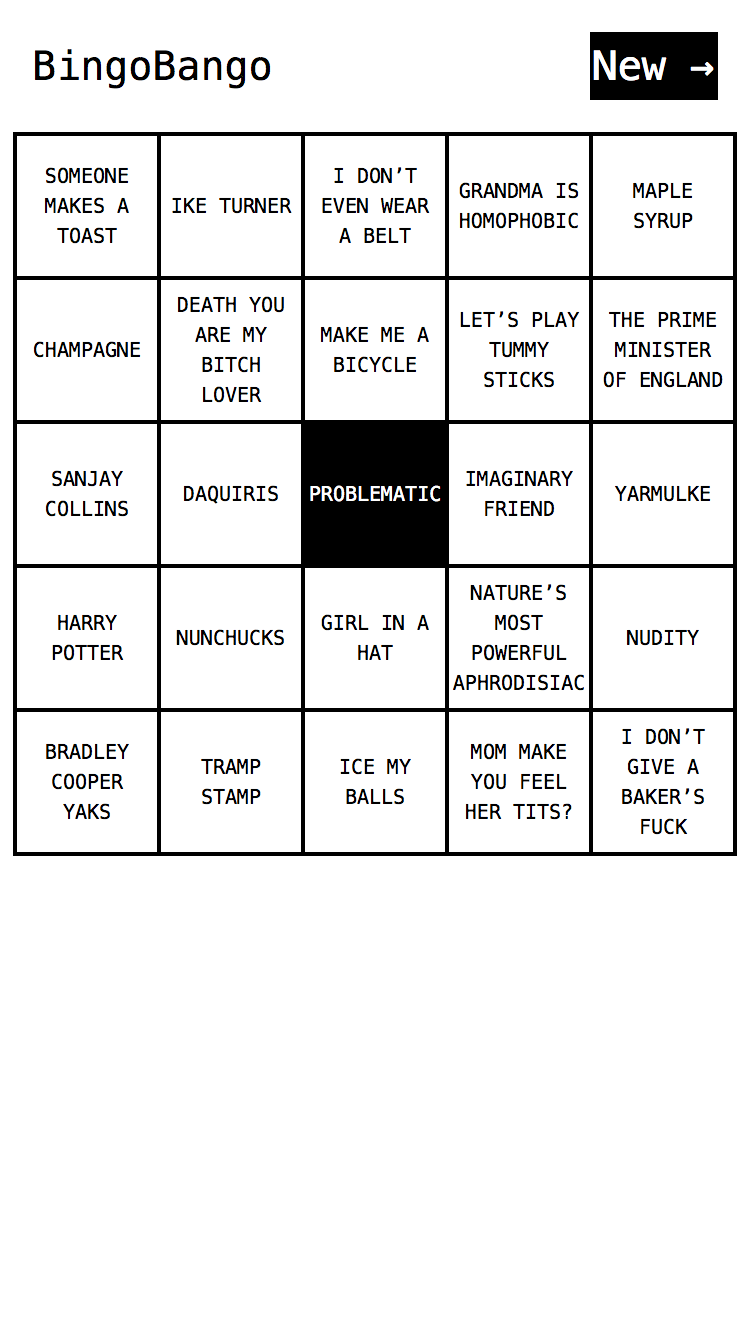 BingoBango
New →
SOMEONE
MAKES A
TOAST
IKE TURNER
I DON’T
EVEN WEAR
A BELT
GRANDMA IS
HOMOPHOBIC
MAPLE
SYRUP
CHAMPAGNE
DEATH YOU
ARE MY
BITCH
LOVER
MAKE ME A
BICYCLE
LET’S PLAY
TUMMY
STICKS
THE PRIME
MINISTER
OF ENGLAND
SANJAY
COLLINS
DAQUIRIS
PROBLEMATIC
IMAGINARY
FRIEND
YARMULKE
HARRY
POTTER
NUNCHUCKS
GIRL IN A
HAT
NATURE’S
MOST
POWERFUL
APHRODISIAC
NUDITY
BRADLEY
COOPER
YAKS
TRAMP
STAMP
ICE MY
BALLS
MOM MAKE
YOU FEEL
HER TITS?
I DON’T
GIVE A
BAKER’S
FUCK